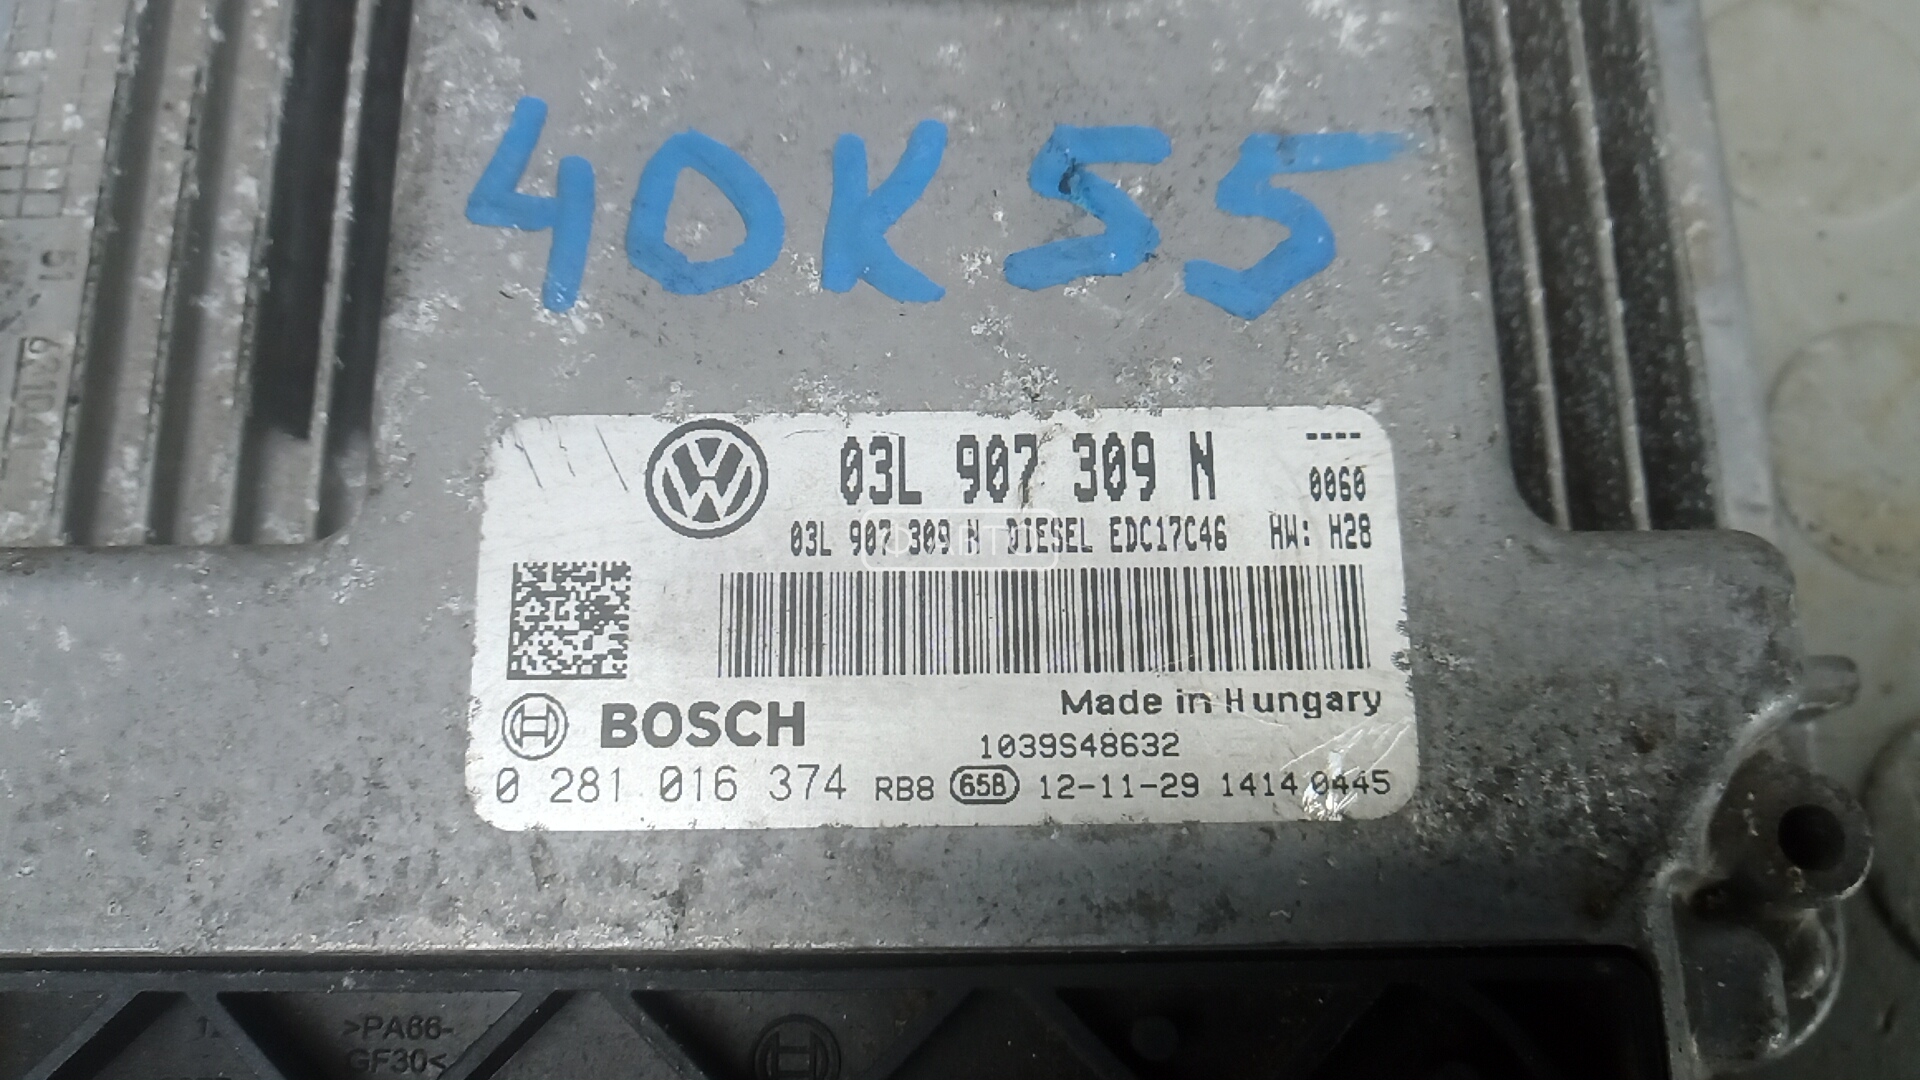 40K55
03L 907 309 N
----
0060
03L 907 309 N DIESEL EDC17C46 HW: H28
BOSCH
Made in Hungary
1039S48632
0 281 016 374 RB8 65B 12-11-29 1414 0445
>PA66-
GF30<